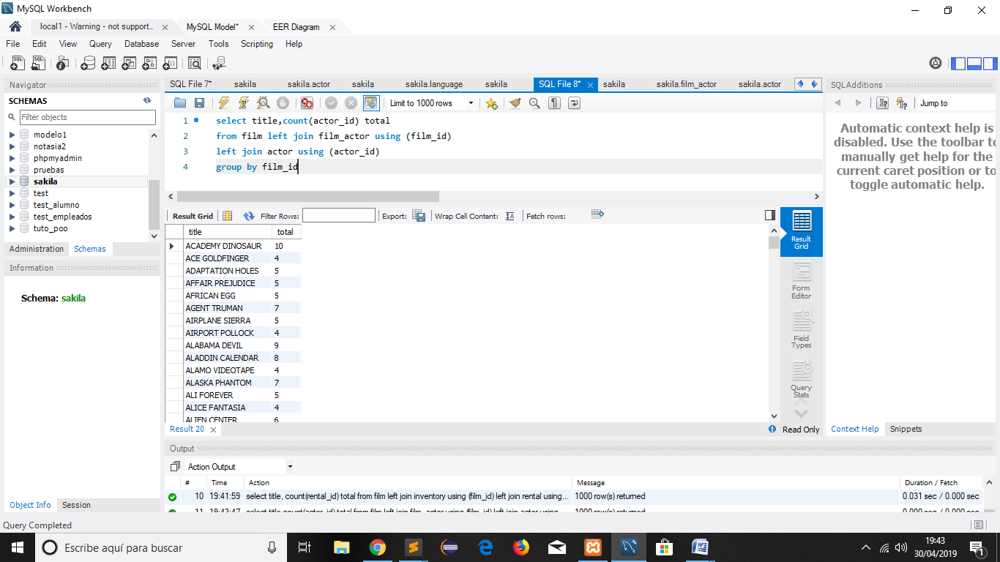 MySQL Workbench
local1 - Warning - not support...
MySQL Model*
EER Diagram
File Edit View Query Database Server Tools Scripting Help
Navigator
SCHEMAS
Filter objects
modelo1
notasia2
phpmyadmin
pruebas
sakila
test
test_alumno
test_empleados
tuto_poo
Administration Schemas
Information
Schema: sakila
Object Info Session
SQL File 7* sakila sakila.actor sakila sakila.language sakila SQL File 8* sakila sakila.film_actor sakila.actor
Limit to 1000 rows
1 select title,count(actor_id) total
2 from film left join film_actor using (film_id)
3 left join actor using (actor_id)
4 group by film_id
Result Grid Filter Rows: Export: Wrap Cell Content: Fetch rows:
title total
ACADEMY DINOSAUR 10
ACE GOLDFINGER 4
ADAPTATION HOLES 5
AFFAIR PREJUDICE 5
AFRICAN EGG 5
AGENT TRUMAN 7
AIRPLANE SIERRA 5
AIRPORT POLLOCK 4
ALABAMA DEVIL 9
ALADDIN CALENDAR 8
ALAMO VIDEOTAPE 4
ALASKA PHANTOM 7
ALI FOREVER 5
ALICE FANTASIA 4
ALIEN CENTER 6
Result Grid
Form Editor
Field Types
Query Stats
Result 20
Read Only
SQLAdditions
Jump to
Automatic context help is
disabled. Use the toolbar to
manually get help for the
current caret position or to
toggle automatic help.
Context Help Snippets
Output
Action Output
# Time Action Message Duration / Fetch
10 19:41:59 select title, count(rental_id) total from film left join inventory using (film_id) left join rental using... 1000 row(s) returned 0.031 sec / 0.000 sec
11 19:43:47 select title,count(actor_id) total from film left join film_actor using (film_id) left join actor using... 1000 row(s) returned 0.000 sec / 0.000 sec
Query Completed
Escribe aquí para buscar
19:43
30/04/2019
1